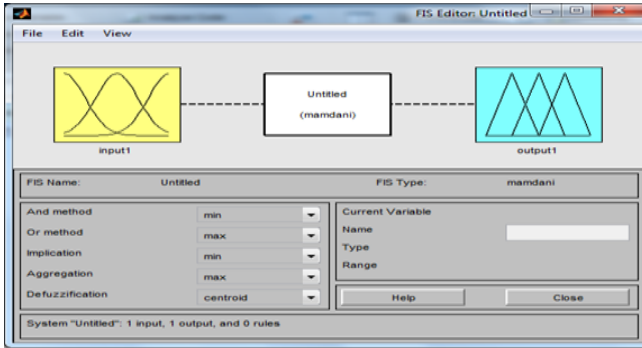 FIS Editor: Untitled
File Edit View
Untitled
(mamdani)
input1
output1
FIS Name: Untitled FIS Type: mamdani
And method min
Or method max
Implication min
Aggregation max
Defuzzification centroid
Current Variable
Name
Type
Range
Help Close
System "Untitled": 1 input, 1 output, and 0 rules